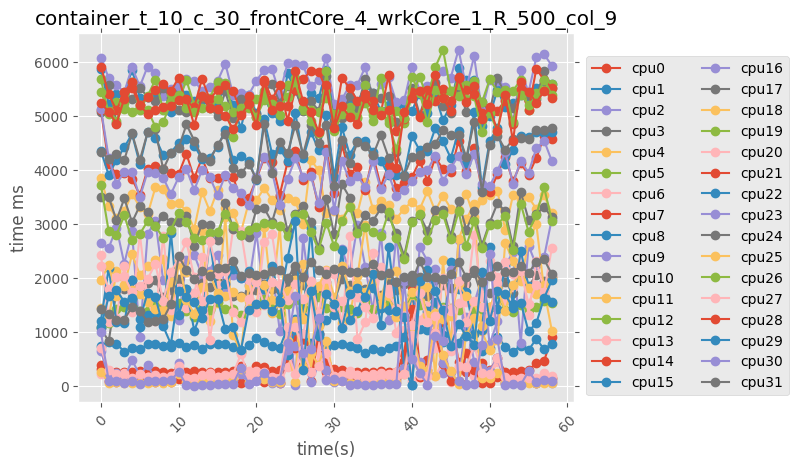 container_t_10_c_30_frontCore_4_wrkCore_1_R_500_col_9
time ms
6000
5000
4000
3000
2000
1000
0
0
10
20
30
40
50
60
time(s)
cpu0
cpu1
cpu2
cpu3
cpu4
cpu5
cpu6
cpu7
cpu8
cpu9
cpu10
cpu11
cpu12
cpu13
cpu14
cpu15
cpu16
cpu17
cpu18
cpu19
cpu20
cpu21
cpu22
cpu23
cpu24
cpu25
cpu26
cpu27
cpu28
cpu29
cpu30
cpu31